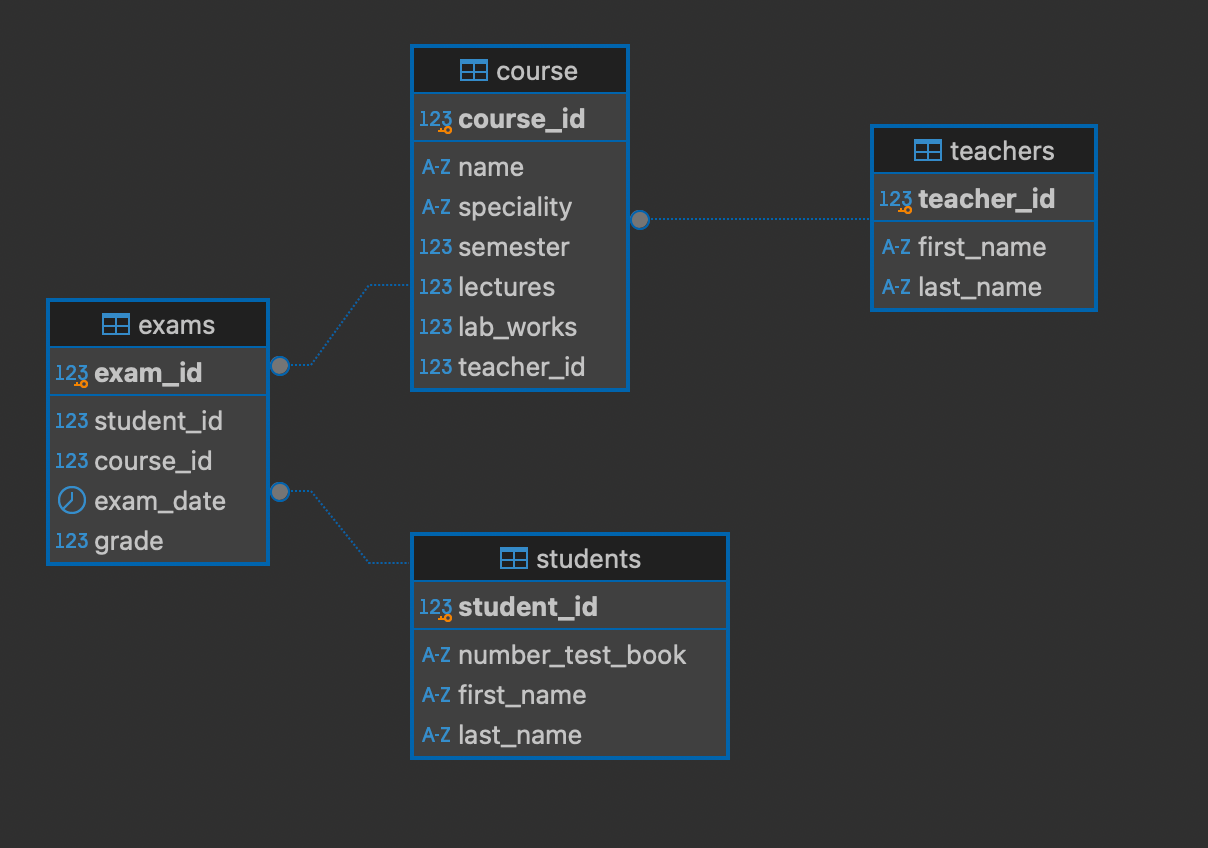 course
123 course_id
A-Z name
A-Z speciality
123 semester
123 lectures
123 lab_works
123 teacher_id
teachers
123 teacher_id
A-Z first_name
A-Z last_name
exams
123 exam_id
123 student_id
123 course_id
exam_date
123 grade
students
123 student_id
A-Z number_test_book
A-Z first_name
A-Z last_name